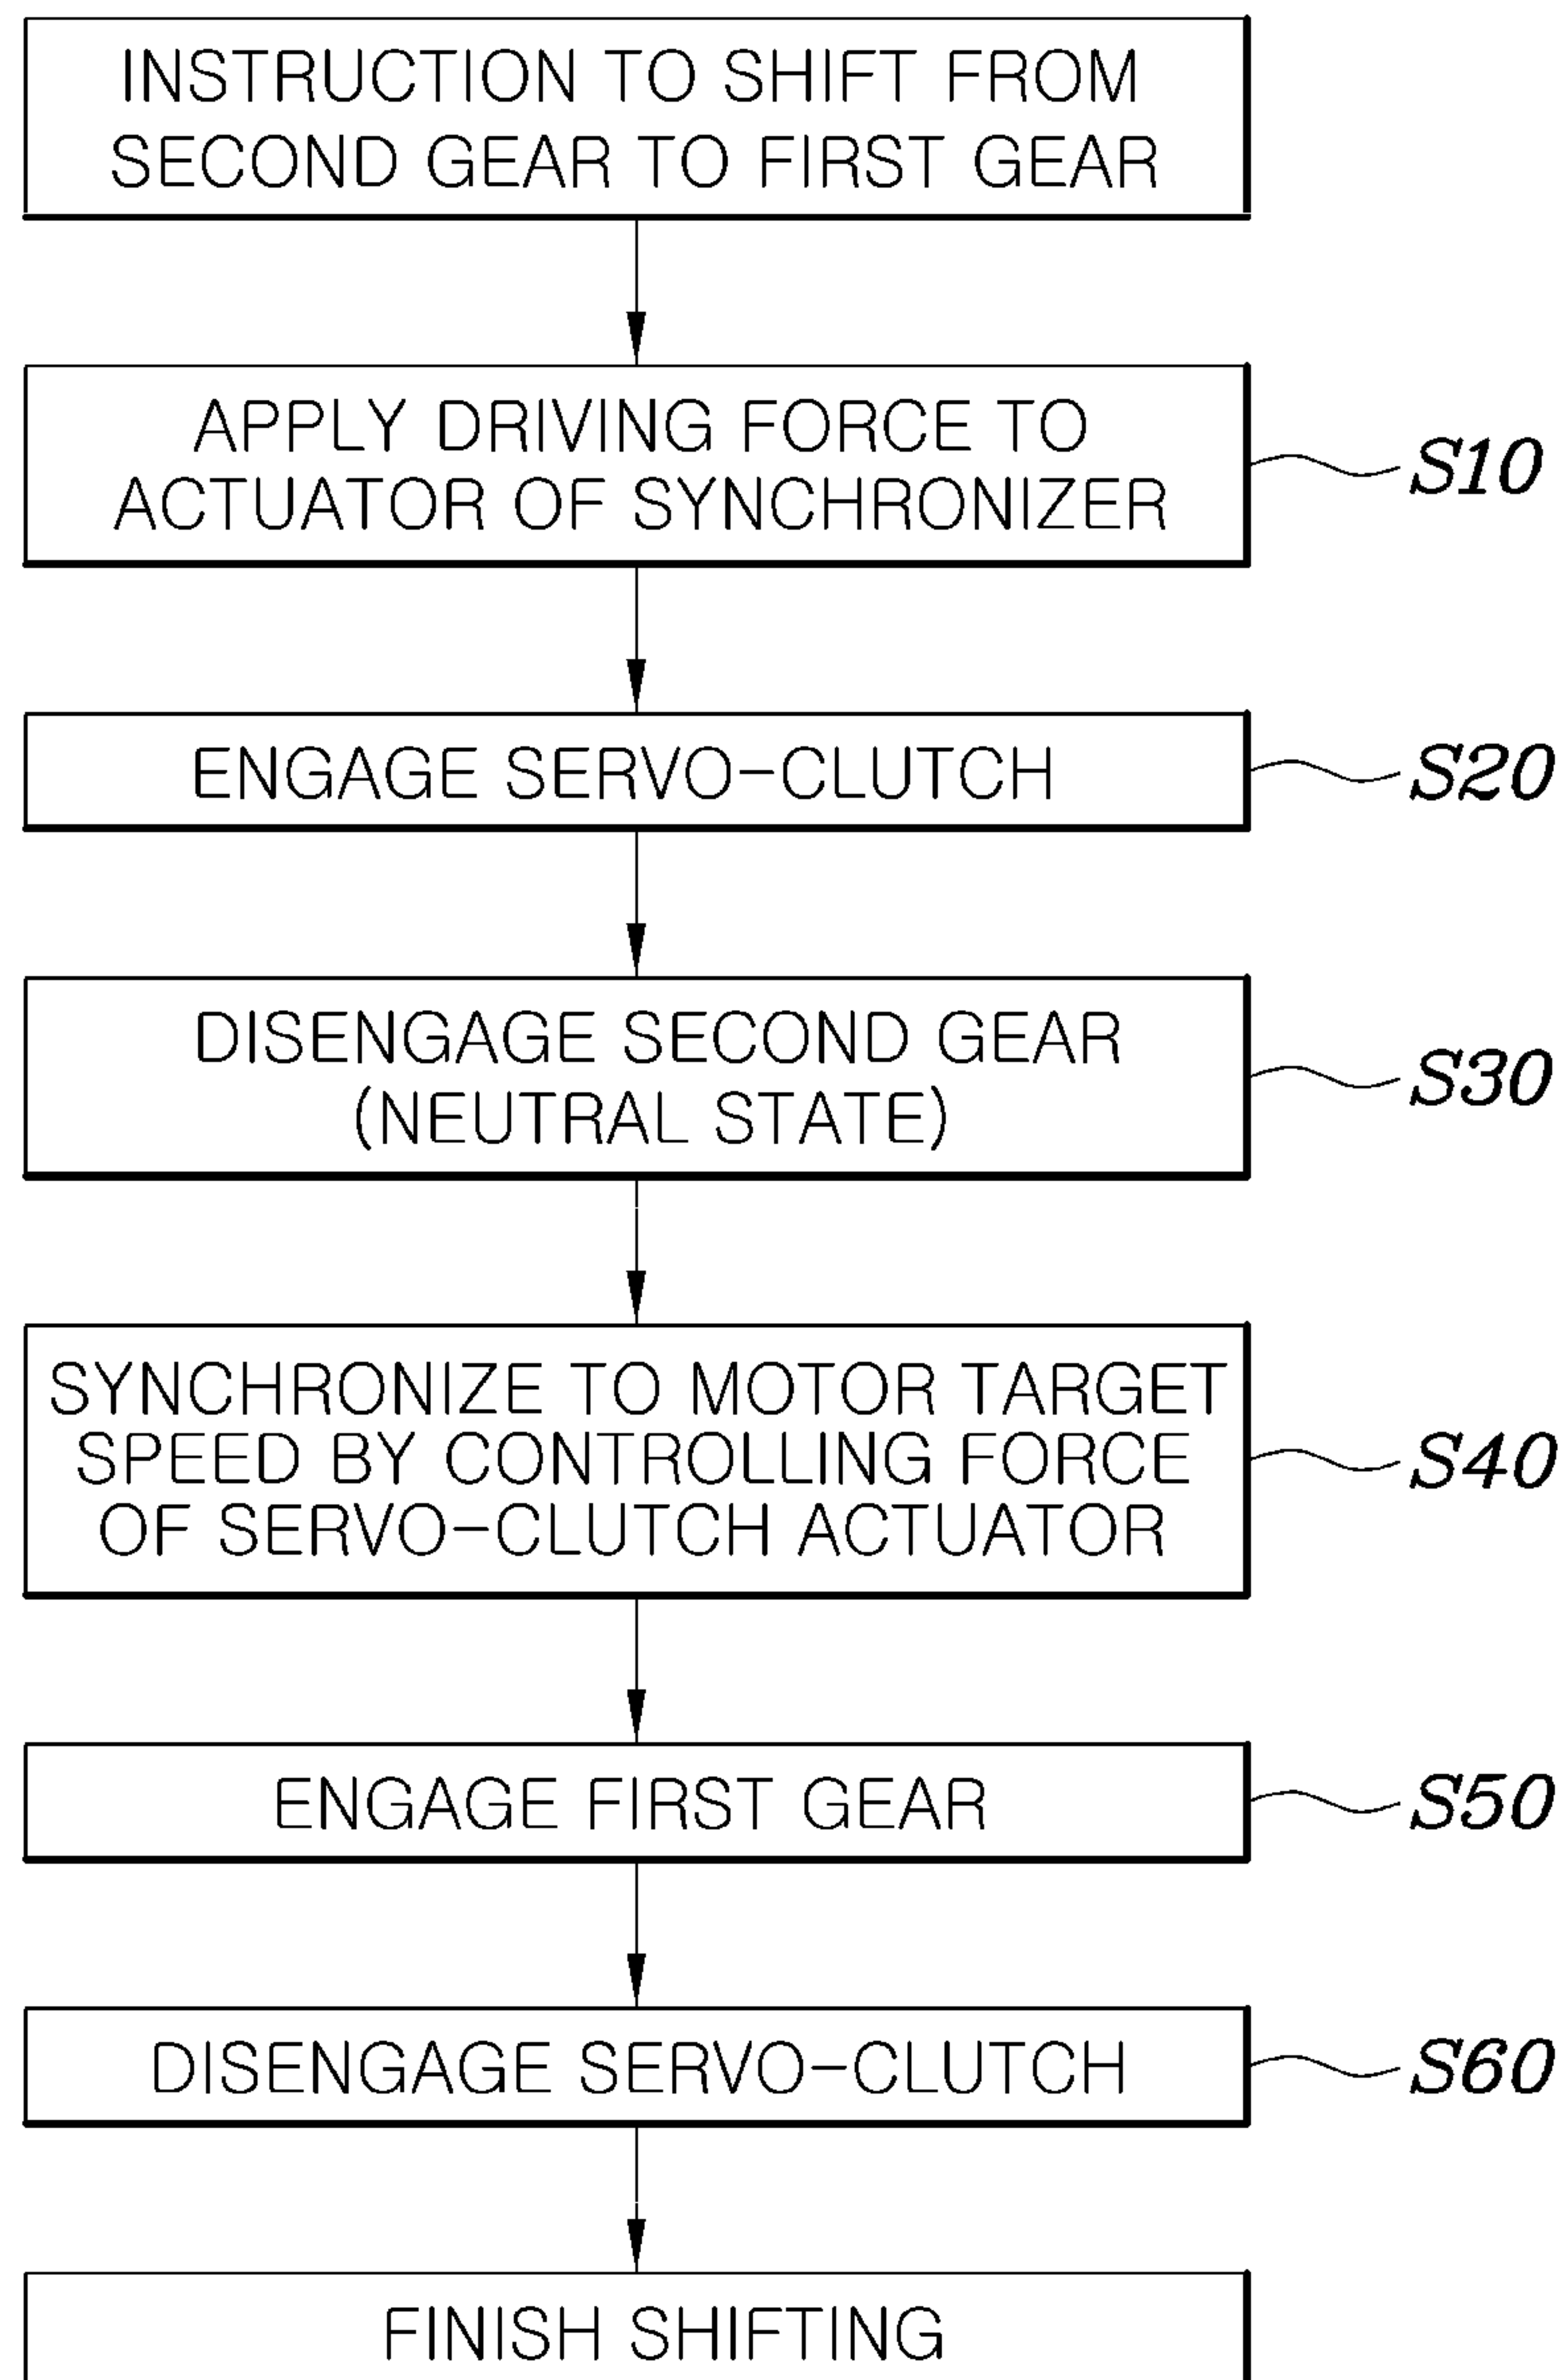 INSTRUCTION TO SHIFT FROM
SECOND GEAR TO FIRST GEAR
APPLY DRIVING FORCE TO
ACTUATOR OF SYNCHRONIZER
S10
ENGAGE SERVO-CLUTCH
S20
DISENGAGE SECOND GEAR
(NEUTRAL STATE)
S30
SYNCHRONIZE TO MOTOR TARGET
SPEED BY CONTROLLING FORCE
OF SERVO-CLUTCH ACTUATOR
S40
ENGAGE FIRST GEAR
S50
DISENGAGE SERVO-CLUTCH
S60
FINISH SHIFTING